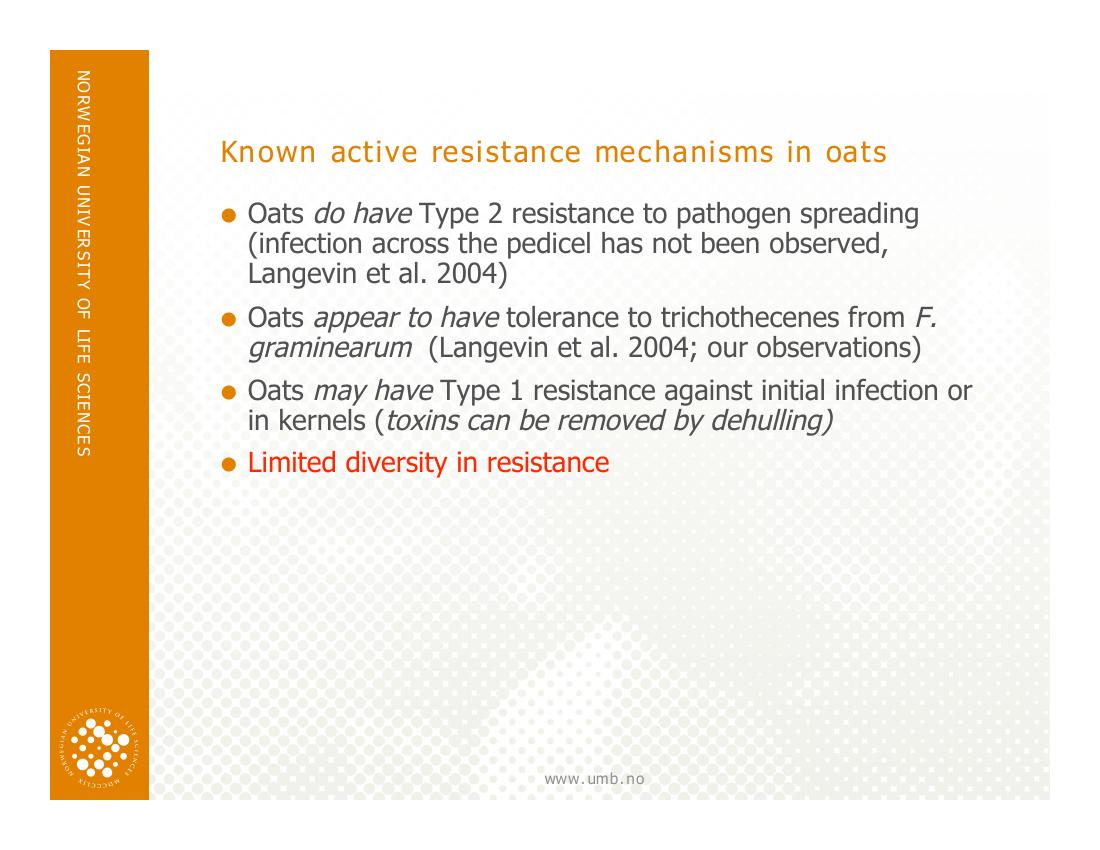 NORWEGIAN UNIVERSITY OF LIFE SCIENCES
Known active resistance mechanisms in oats
● Oats do have Type 2 resistance to pathogen spreading
(infection across the pedicel has not been observed,
Langevin et al. 2004)
● Oats appear to have tolerance to trichothecenes from F.
graminearum (Langevin et al. 2004; our observations)
● Oats may have Type 1 resistance against initial infection or
in kernels (toxins can be removed by dehulling)
● Limited diversity in resistance
NORWEGIAN UNIVERSITY OF LIFE SCIENCES
MDCCCLIX
www.umb.no